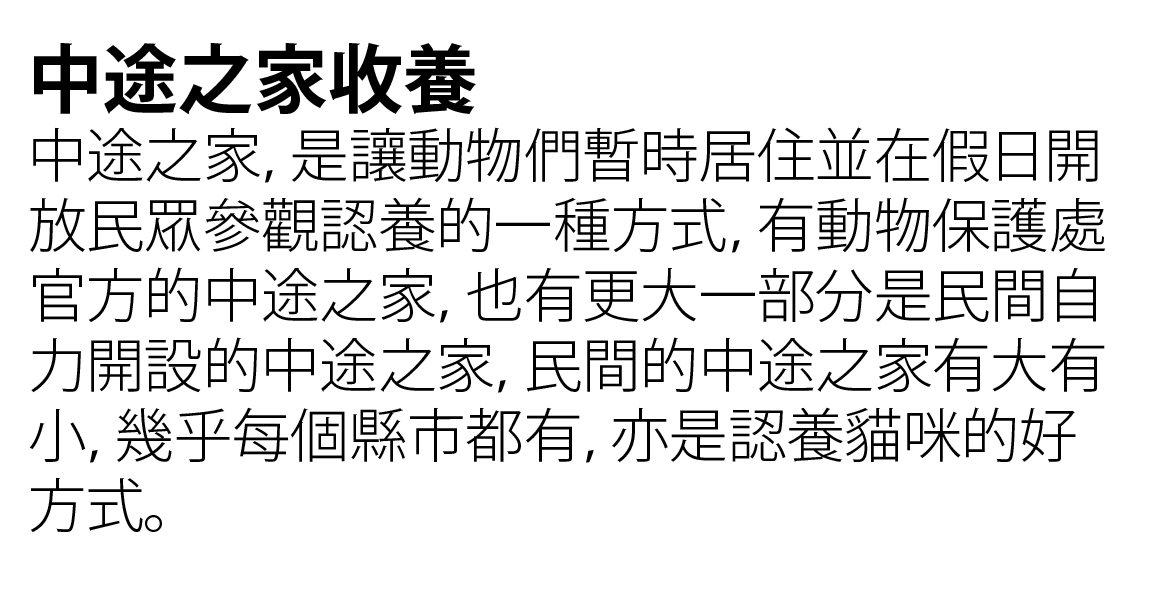 中途之家收養
中途之家, 是讓動物們暫時居住並在假日開
放民眾參觀認養的一種方式, 有動物保護處
官方的中途之家, 也有更大一部分是民間自
力開設的中途之家, 民間的中途之家有大有
小, 幾乎每個縣市都有, 亦是認養貓咪的好
方式。